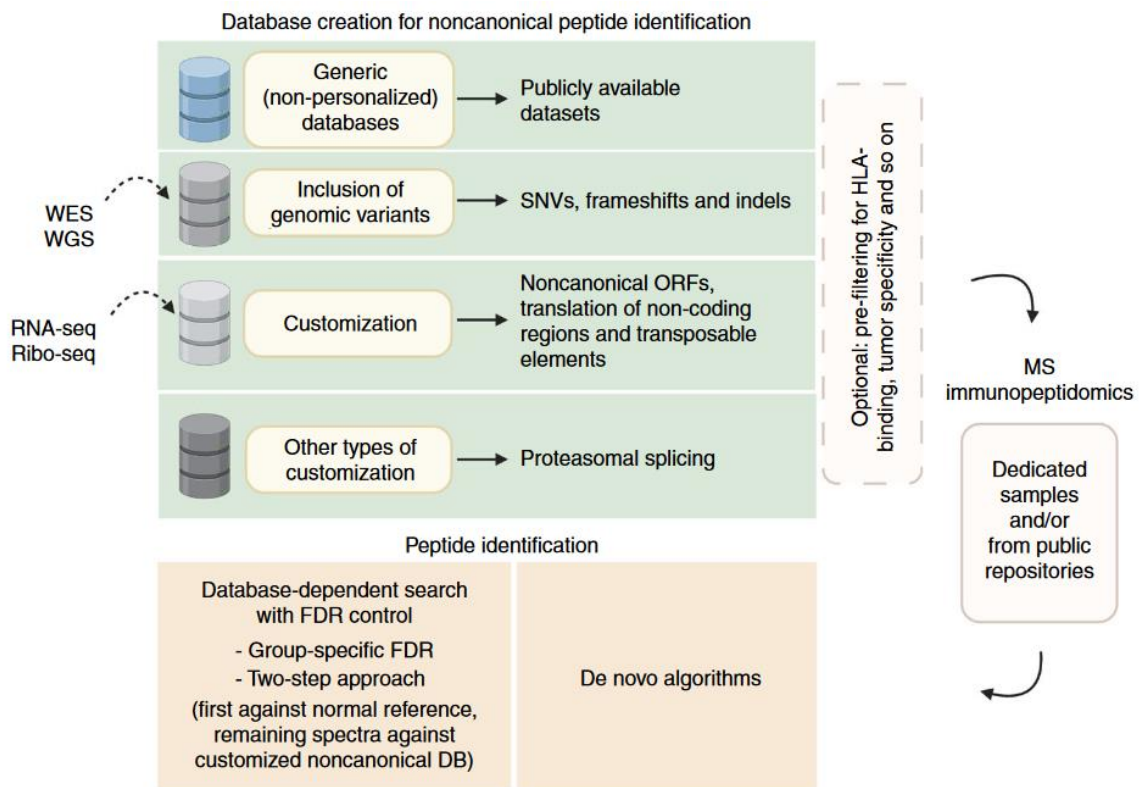 Database creation for noncanonical peptide identification
Generic
(non-personalized)
databases
Publicly available
datasets
WES
WGS
Inclusion of
genomic variants
SNVs, frameshifts and indels
RNA-seq
Ribo-seq
Customization
Noncanonical ORFs,
translation of non-coding
regions and transposable
elements
Other types of
customization
Proteasomal splicing
Optional: pre-filtering for HLA-
binding, tumor specificity and so on
MS
immunopeptidomics
Dedicated
samples
and/or
from public
repositories
Peptide identification
Database-dependent search
with FDR control
- Group-specific FDR
- Two-step approach
(first against normal reference,
remaining spectra against
customized noncanonical DB)
De novo algorithms